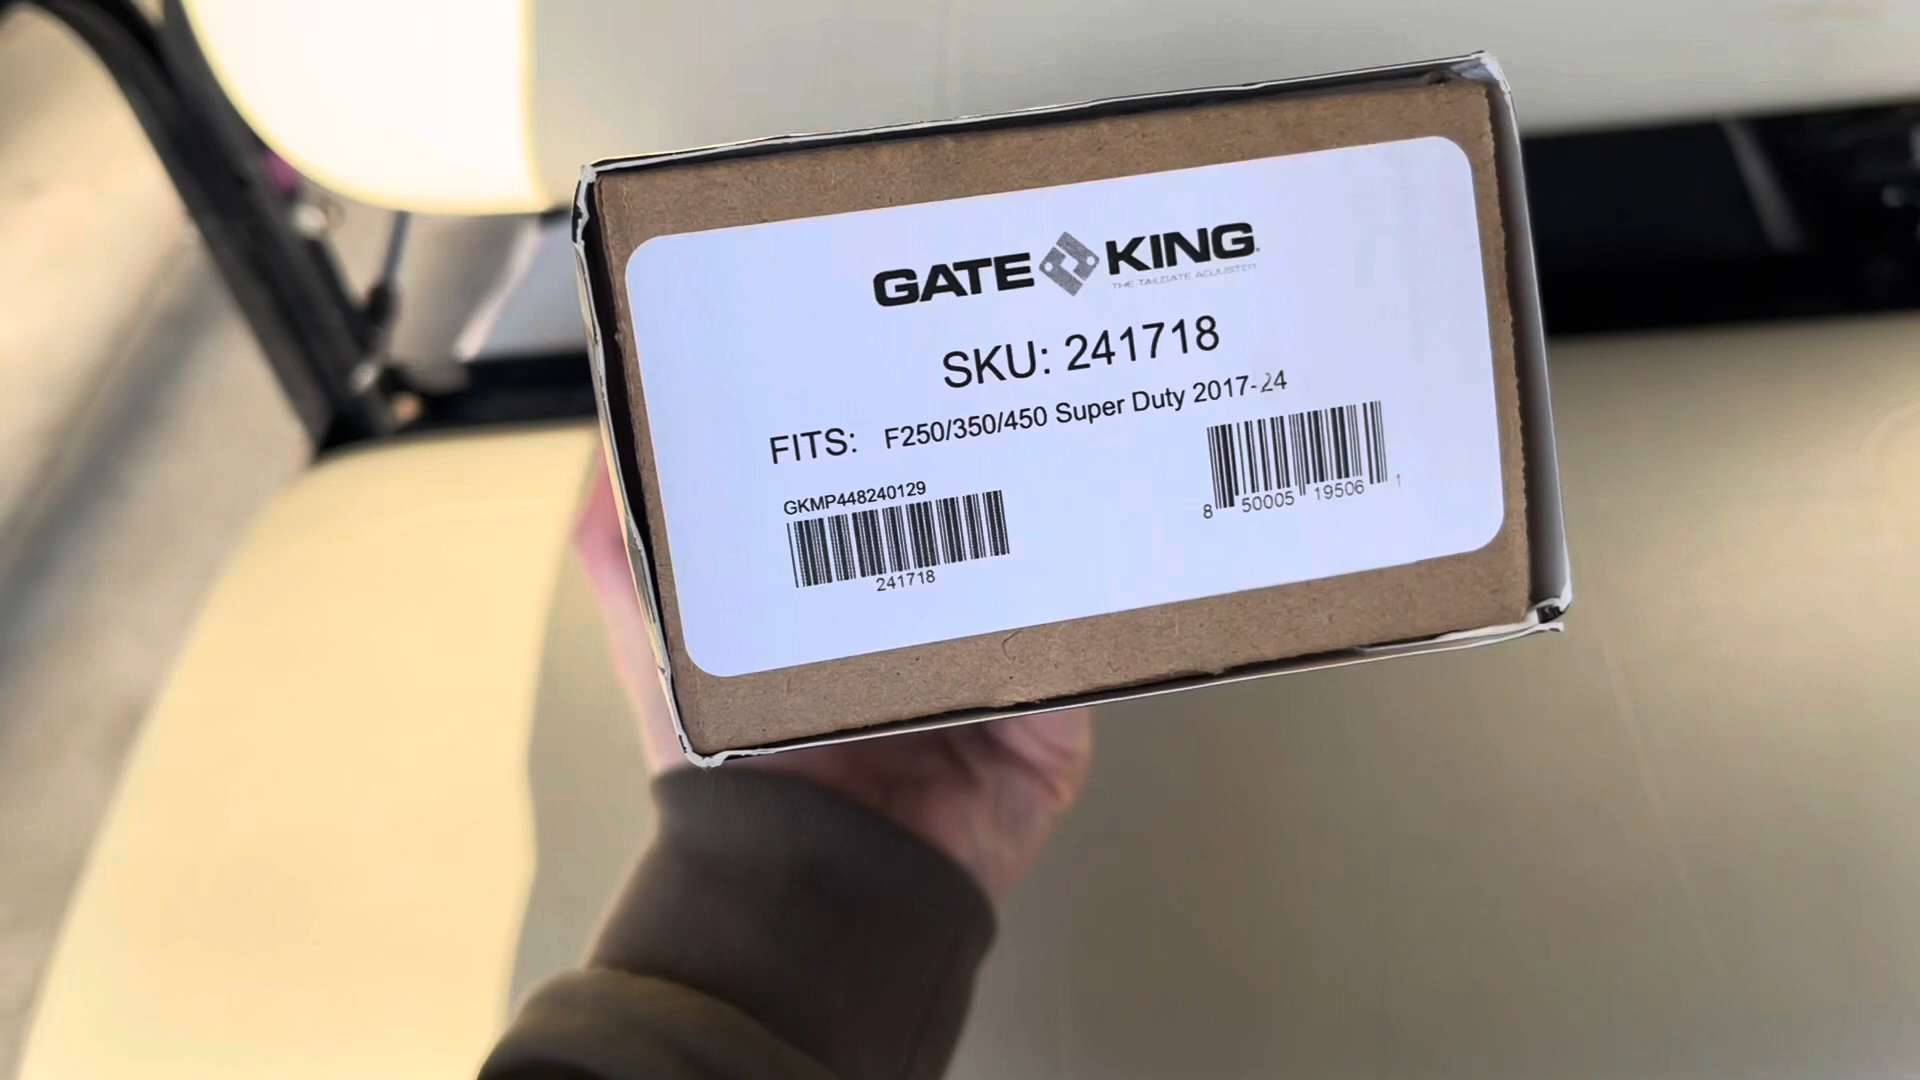 GATE KING
THE TAILGATE ADJUSTER
SKU: 241718
FITS: F250/350/450 Super Duty 2017-24
GKMP448240129
241718
8 50005 19506 1